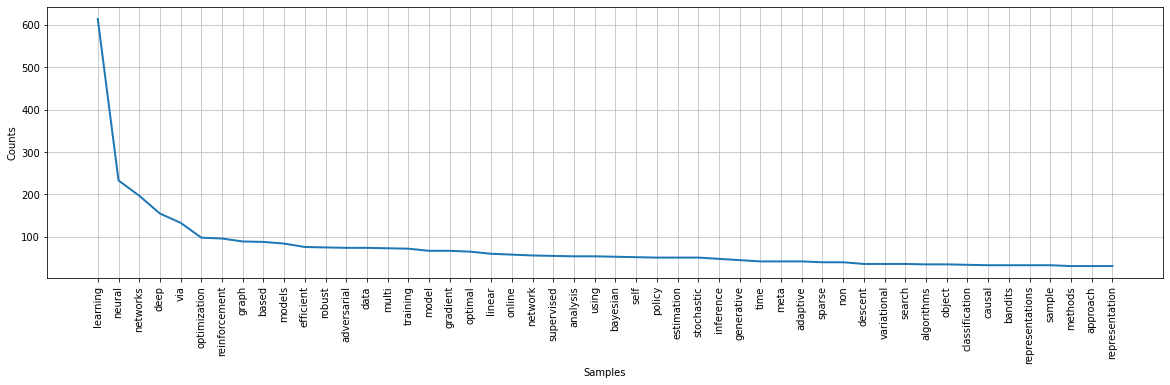 600
500
400
300
200
100
Counts
learning
neural
networks
deep
via
optimization
reinforcement
graph
based
models
efficient
robust
adversarial
data
multi
training
model
gradient
optimal
linear
online
network
supervised
analysis
using
bayesian
self
policy
estimation
stochastic
inference
generative
time
meta
adaptive
sparse
non
descent
variational
search
algorithms
object
classification
causal
bandits
representations
sample
methods
approach
representation
Samples